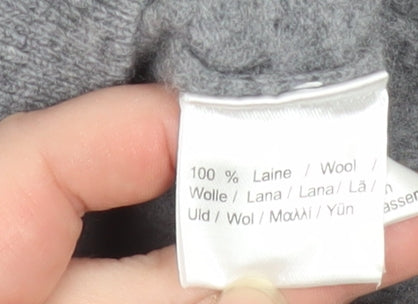 100 % Laine / Wool /
Wolle / Lana / Lana / Lã /
Uld / Wol / Μαλλί / Yün